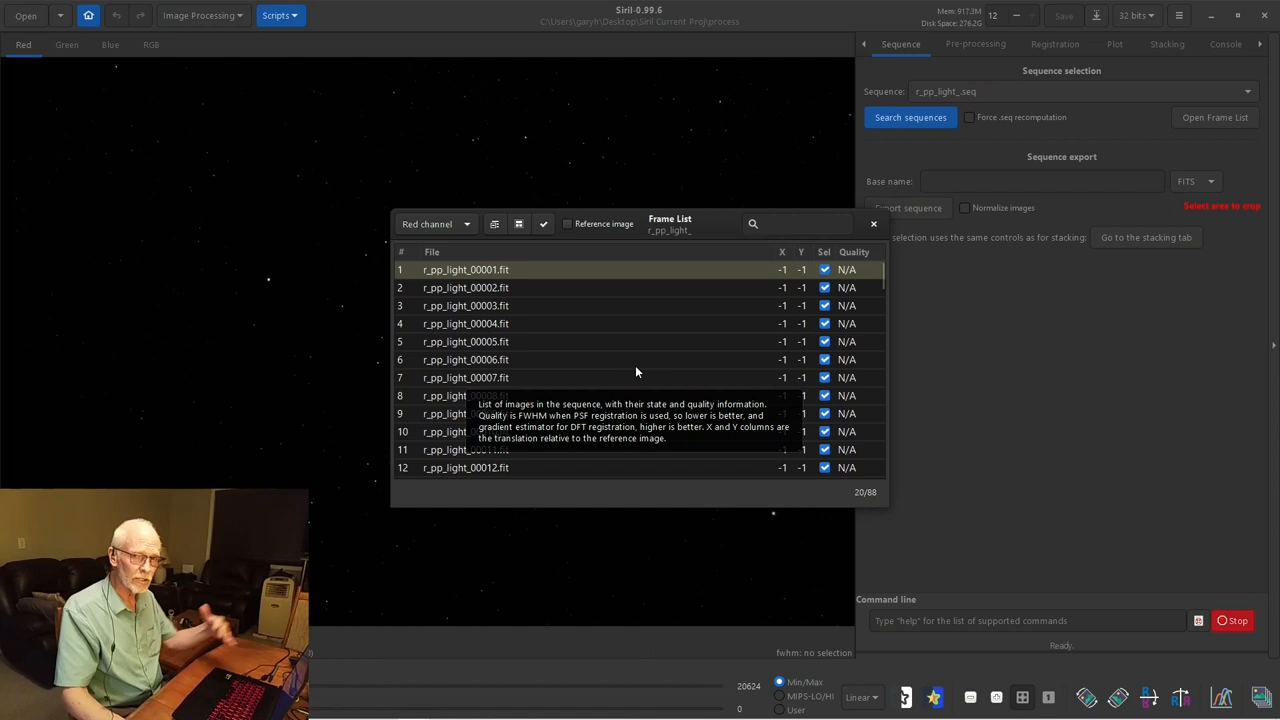 Open
Image Processing
Scripts
Siril-0.99.6
C:\Users\garyh\Desktop\Siril Current Proj\process
Mem: 917.3M
Disk Space: 276.2G
12
Save
32 bits
Red
Green
Blue
RGB
Sequence
Pre-processing
Registration
Plot
Stacking
Console
Sequence selection
Sequence:
r_pp_light_.seq
Search sequences
Force .seq recomputation
Open Frame List
Sequence export
Base name:
FITS
Export sequence
Normalize images
Select area to crop
selection uses the same controls as for stacking:
Go to the stacking tab
Red channel
Reference image
Frame List
r_pp_light_
# File X Y Sel Quality
1 r_pp_light_00001.fit -1 -1 N/A
2 r_pp_light_00002.fit -1 -1 N/A
3 r_pp_light_00003.fit -1 -1 N/A
4 r_pp_light_00004.fit -1 -1 N/A
5 r_pp_light_00005.fit -1 -1 N/A
6 r_pp_light_00006.fit -1 -1 N/A
7 r_pp_light_00007.fit -1 -1 N/A
8 r_pp_light_00008.fit N/A
9 r_pp_light N/A
10 r_pp_light N/A
11 r_pp_light_00011.fit 1 N/A
12 r_pp_light_00012.fit -1 -1 N/A
List of images in the sequence, with their state and quality information.
Quality is FWHM when PSF registration is used, so lower is better, and
gradient estimator for DFT registration, higher is better. X and Y columns are
the translation relative to the reference image.
20/88
Command line
Type "help" for the list of supported commands
Stop
Ready.
fwhm: no selection
20624
0
Min/Max
MIPS-LO/HI
User
Linear
1